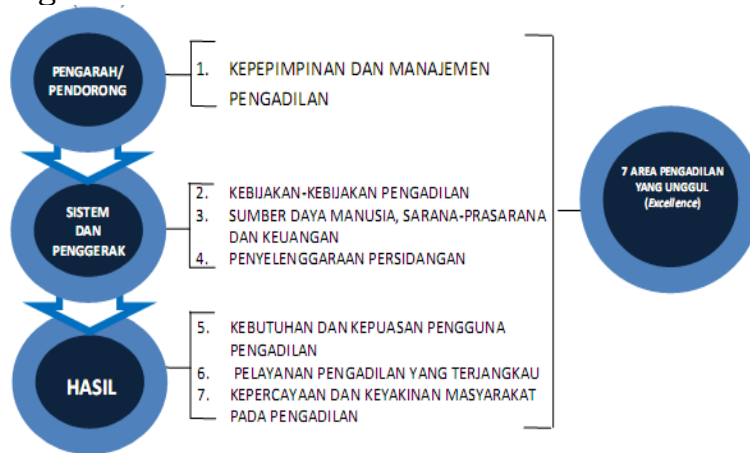 PENGARAH/
PENDORONG
1. KEPEPIMPINAN DAN MANAJEMEN
PENGADILAN
SISTEM
DAN
PENGGERAK
2. KEBIJAKAN-KEBIJAKAN PENGADILAN
3. SUMBER DAYA MANUSIA, SARANA-PRASARANA
DAN KEUANGAN
4. PENYELENGGARAAN PERSIDANGAN
HASIL
5. KEBUTUHAN DAN KEPUASAN PENGGUNA
PENGADILAN
6. PELAYANAN PENGADILAN YANG TERJANGKAU
7. KEPERCAYAAN DAN KEYAKINAN MASYARAKAT
PADA PENGADILAN
7 AREA PENGADILAN
YANG UNGGUL
(Excellence)